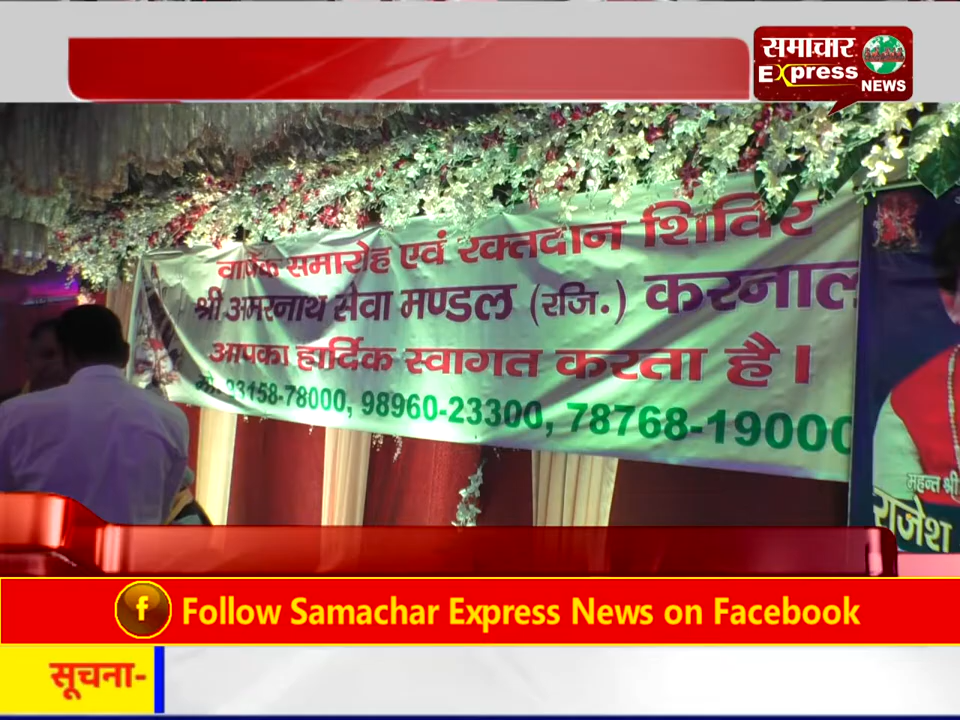 समाचार
Express
NEWS
वार्षिक समारोह एवं रक्तदान शिविर
श्री अमरनाथ सेवा मण्डल (रजि.) करनाल
आपका हार्दिक स्वागत करता है।
मो. 93158-78000, 98960-23300, 78768-19000
महन्त श्री
राजेश
Follow Samachar Express News on Facebook
सूचना-